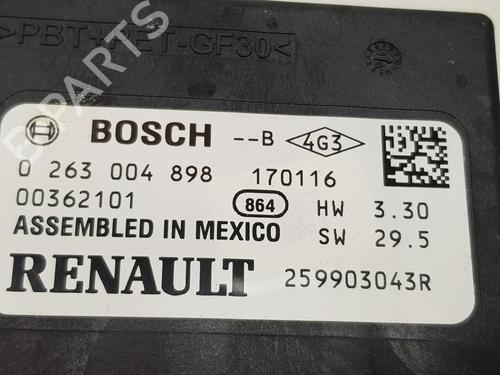 >PBT+PET-GF30<
BOSCH --B 4G3
0 263 004 898 170116
00362101 864 HW 3.30
ASSEMBLED IN MEXICO SW 29.5
RENAULT 259903043R